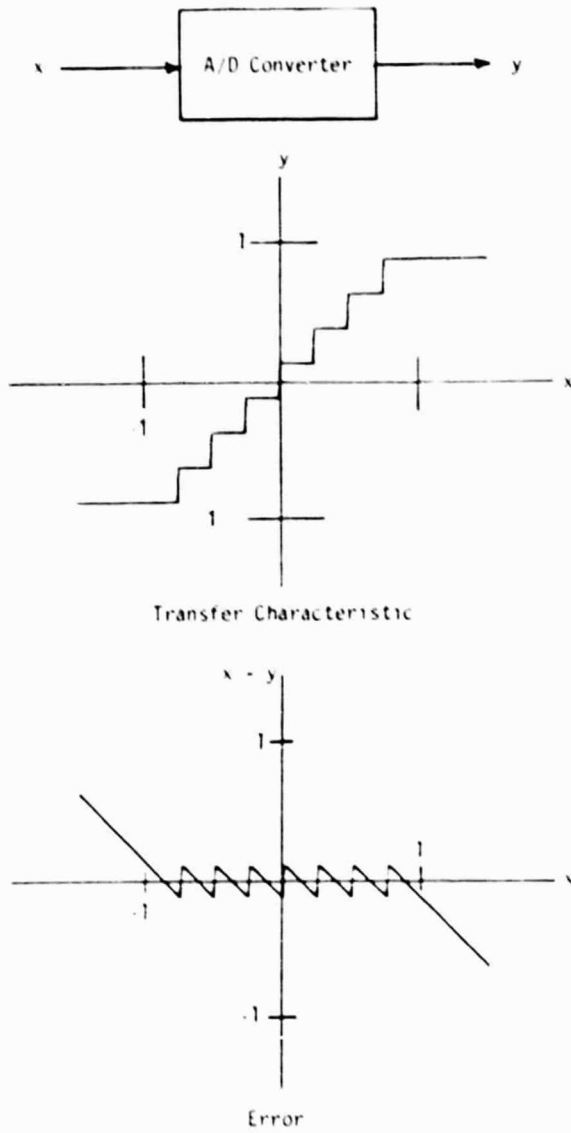 x A/D Converter y
y
1
x
-1
1
Transfer Characteristic
x - y
1
1
x
-1
-1
Error